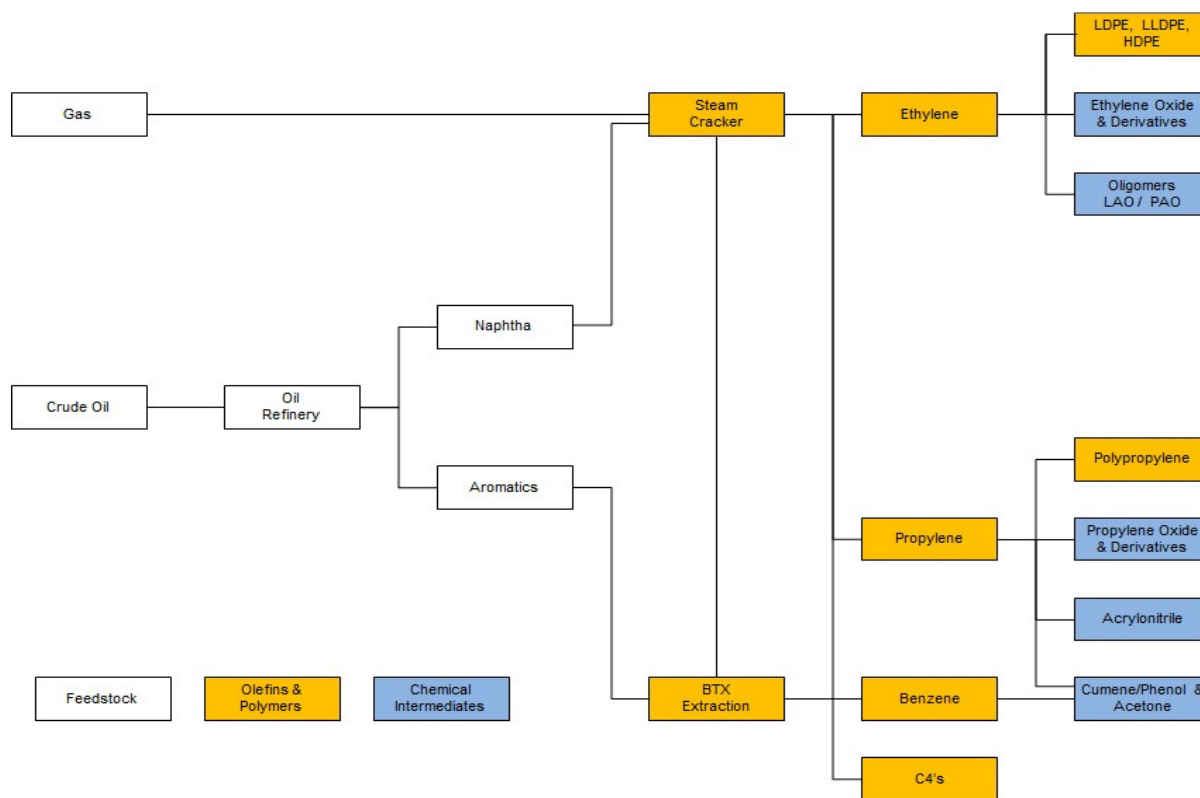 LDPE, LLDPE,
HDPE
Gas
Steam
Cracker
Ethylene
Ethylene Oxide
& Derivatives
Oligomers
LAO / PAO
Naphtha
Crude Oil
Oil
Refinery
Aromatics
Polypropylene
Propylene
Propylene Oxide
& Derivatives
Acrylonitrile
Feedstock
Olefins &
Polymers
Chemical
Intermediates
BTX
Extraction
Benzene
Cumene/Phenol &
Acetone
C4's